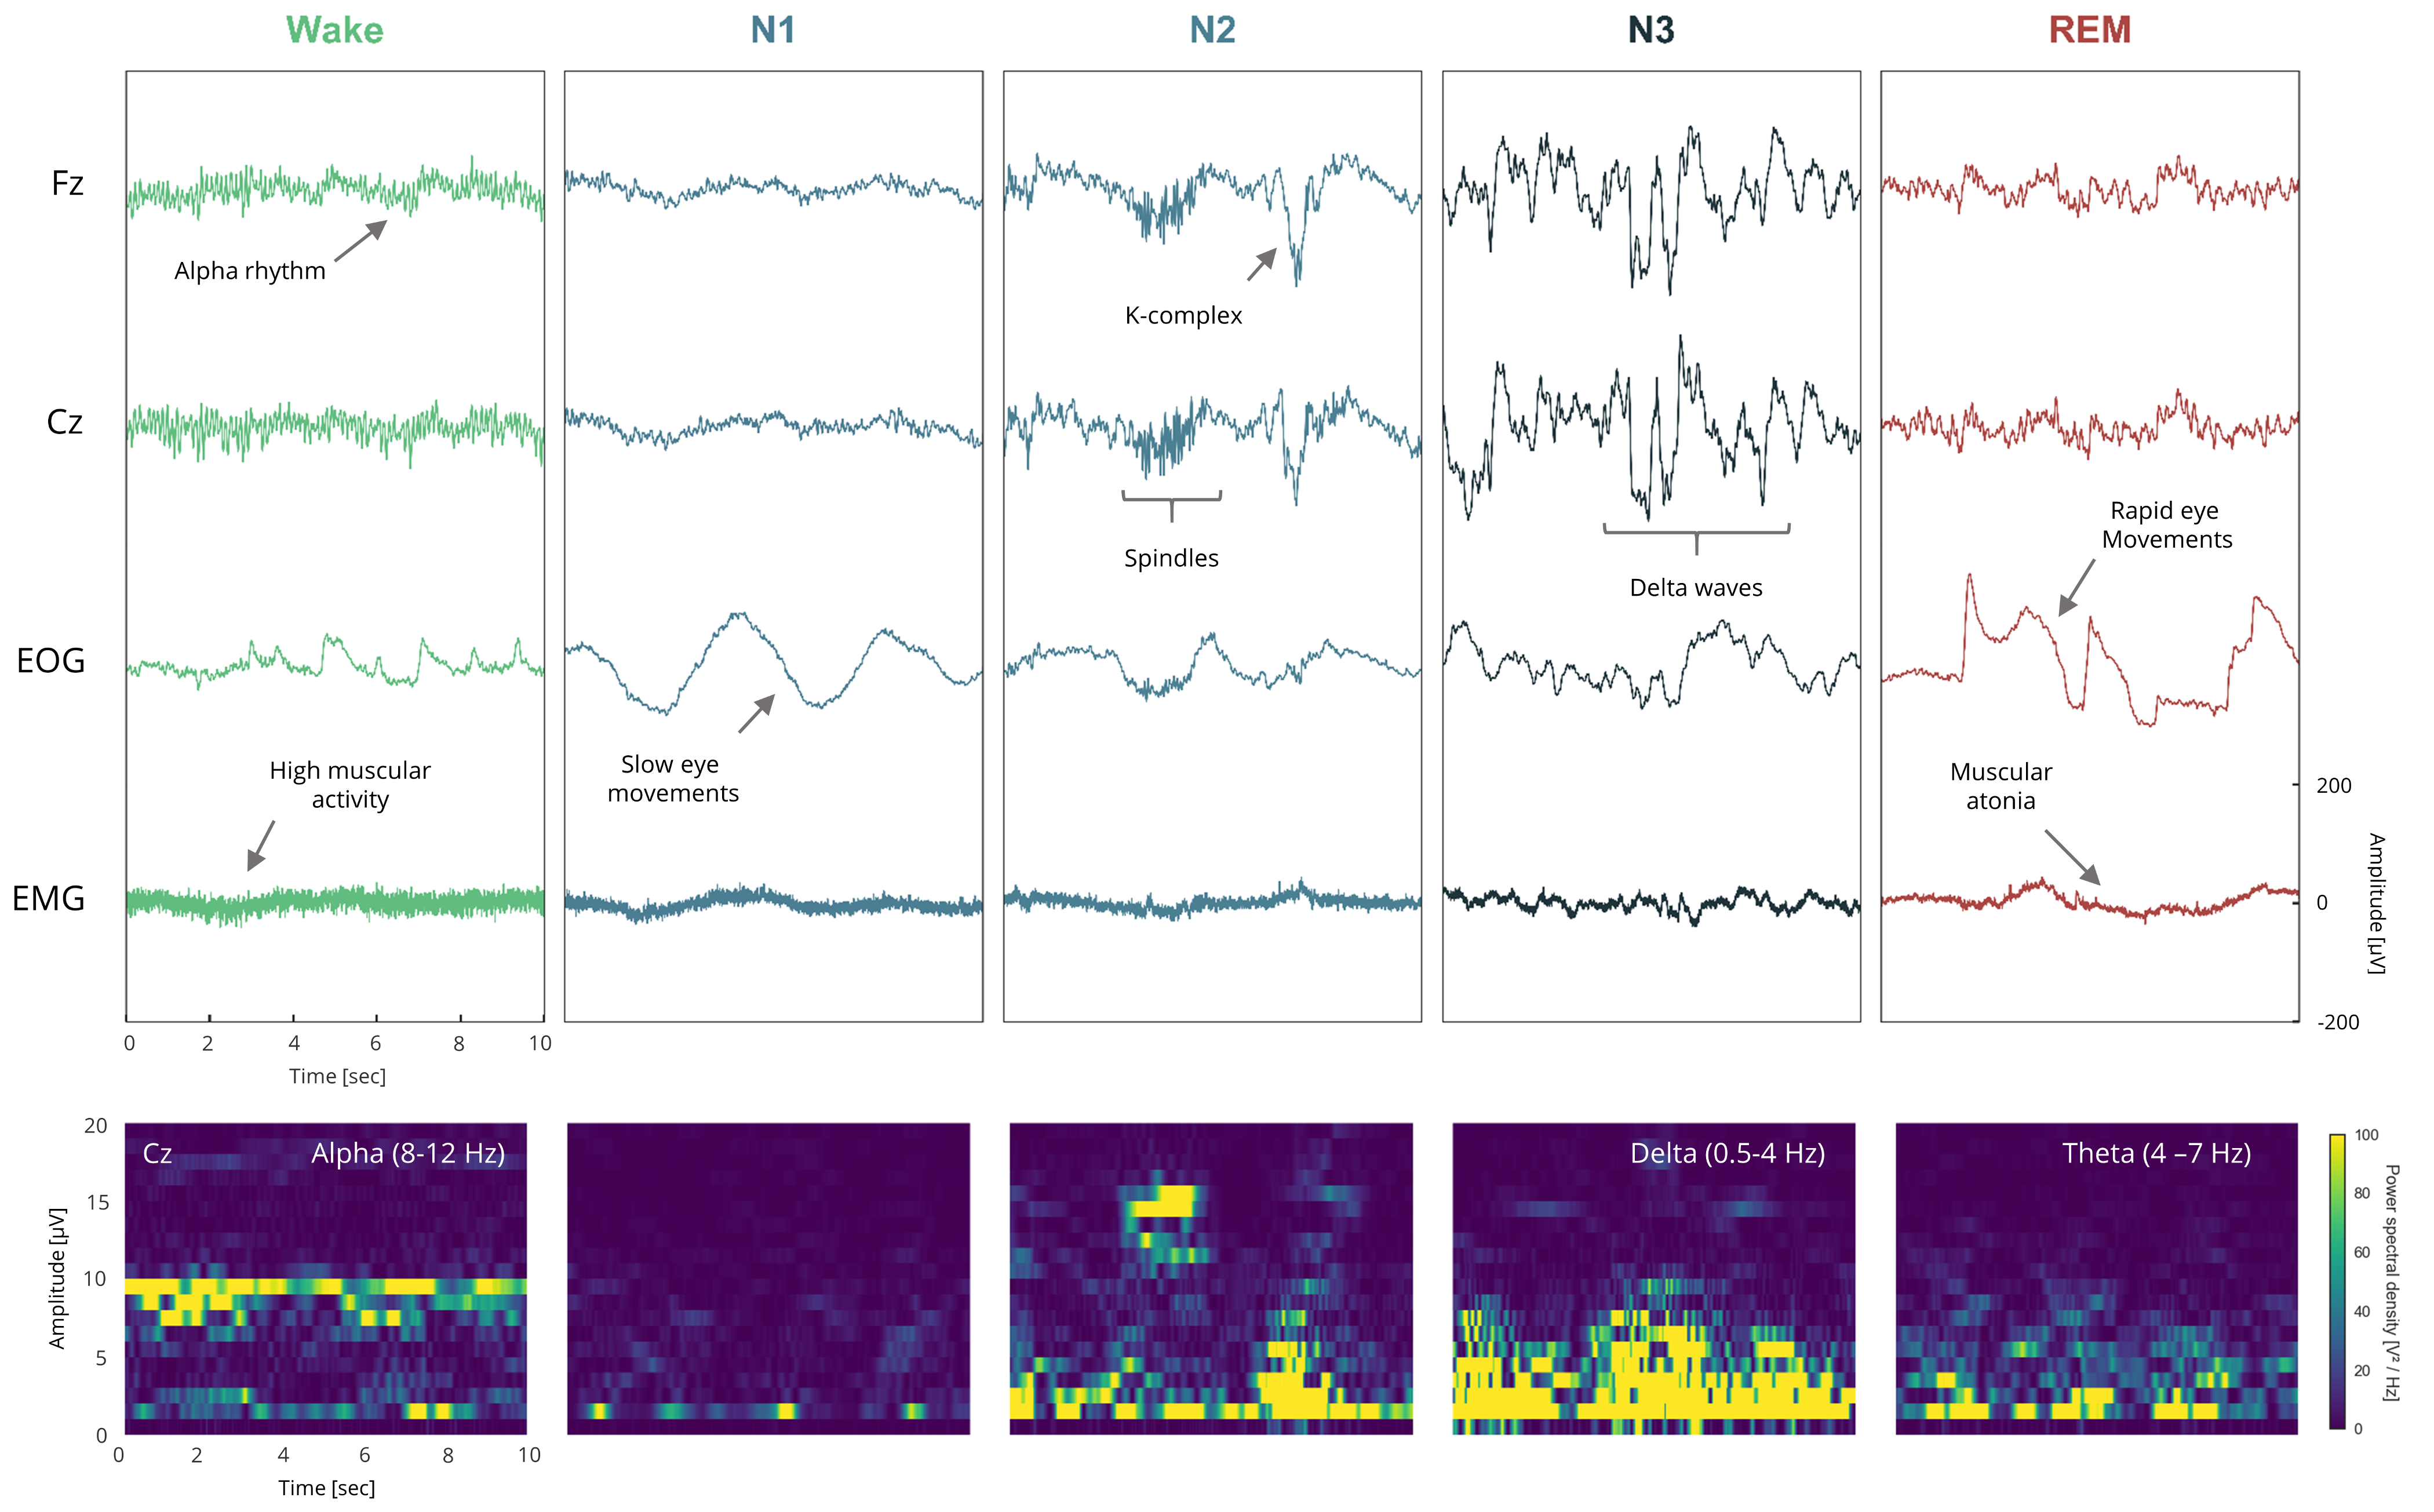 Wake
N1
N2
N3
REM
Fz
Alpha rhythm
K-complex
Cz
Spindles
Delta waves
Rapid eye
Movements
EOG
Slow eye
movements
High muscular
activity
Muscular
atonia
EMG
200
0
-200
Amplitude [µV]
0 2 4 6 8 10
Time [sec]
20
15
10
5
0
Amplitude [µV]
Cz
Alpha (8-12 Hz)
Delta (0.5-4 Hz)
Theta (4 –7 Hz)
0 2 4 6 8 10
Time [sec]
100
80
60
40
20
0
Power spectral density [V² / Hz]